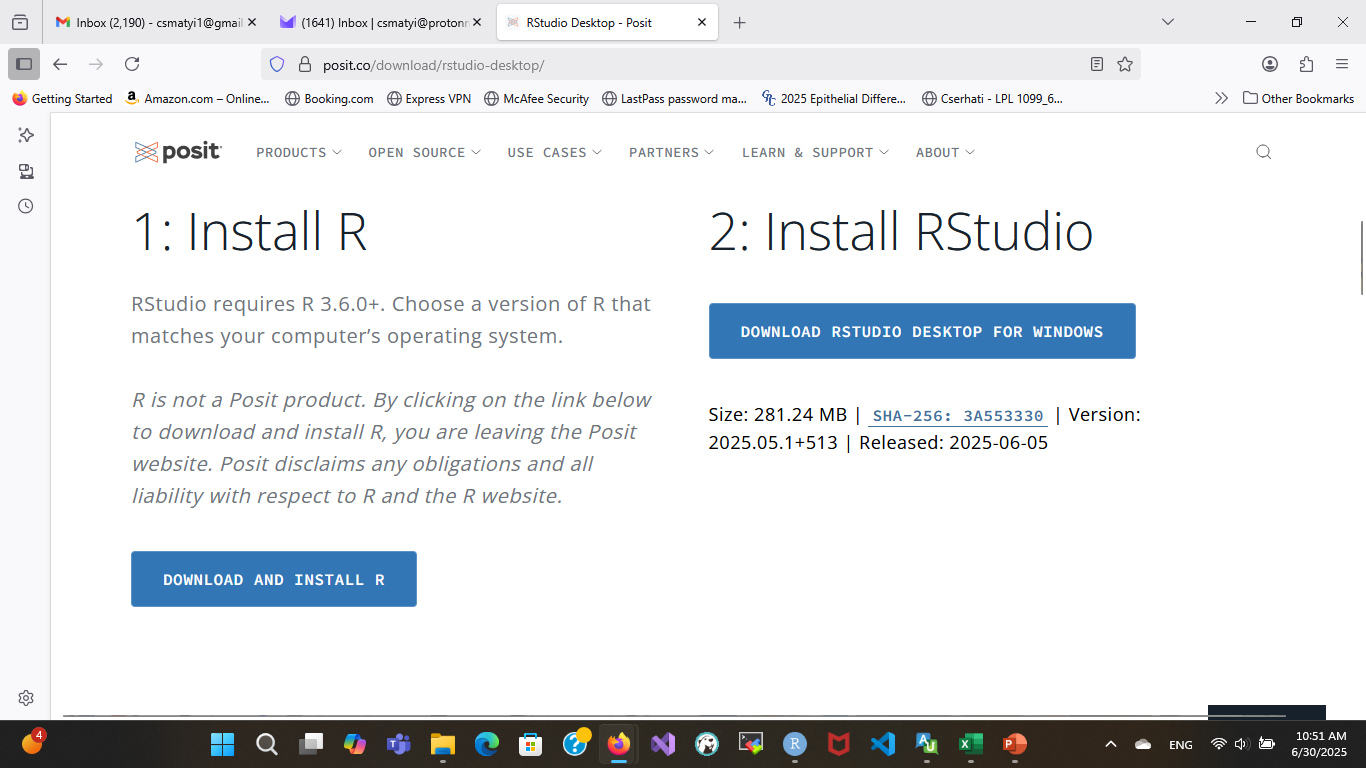 Inbox (2,190) - csmatyi1@gmai
(1641) Inbox | csmatyi@proton
RStudio Desktop - Posit
posit.co/download/rstudio-desktop/
Getting Started
Amazon.com – Online...
Booking.com
Express VPN
McAfee Security
LastPass password ma...
2025 Epithelial Differe...
Cserhati - LPL 1099_6...
Other Bookmarks
posit
PRODUCTS
OPEN SOURCE
USE CASES
PARTNERS
LEARN & SUPPORT
ABOUT
1: Install R
RStudio requires R 3.6.0+. Choose a version of R that
matches your computer’s operating system.
R is not a Posit product. By clicking on the link below
to download and install R, you are leaving the Posit
website. Posit disclaims any obligations and all
liability with respect to R and the R website.
DOWNLOAD AND INSTALL R
2: Install RStudio
DOWNLOAD RSTUDIO DESKTOP FOR WINDOWS
Size: 281.24 MB | SHA-256: 3A553330 | Version:
2025.05.1+513 | Released: 2025-06-05
4
ENG
10:51 AM
6/30/2025